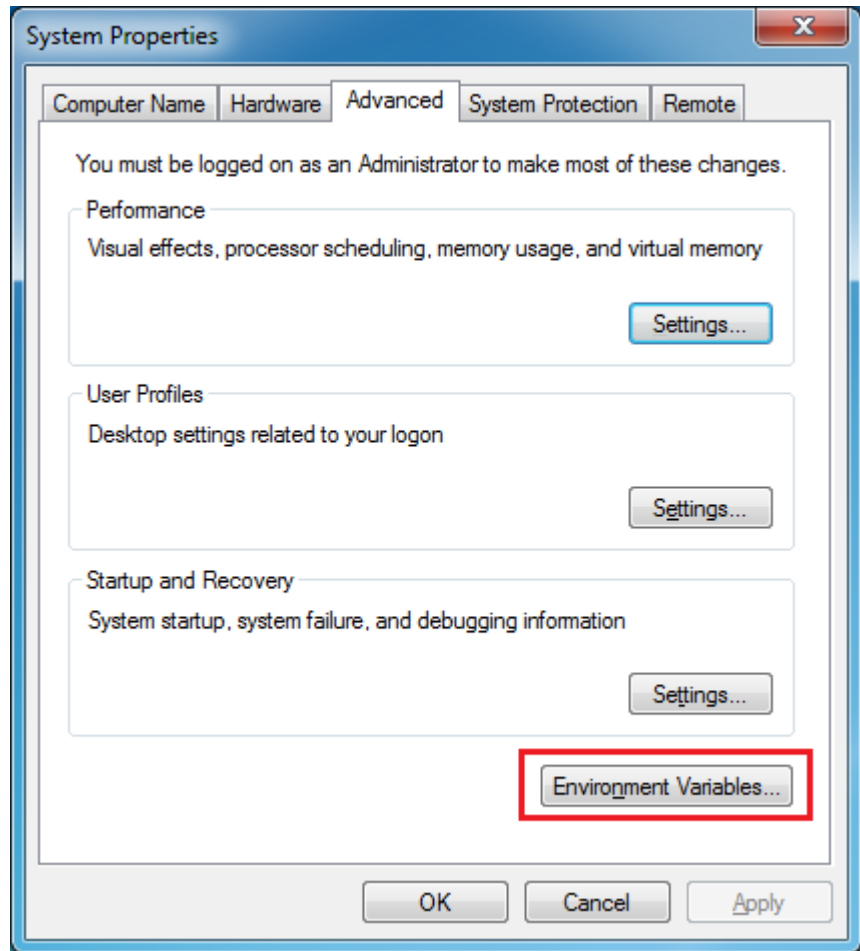 System Properties
Computer Name Hardware Advanced System Protection Remote
You must be logged on as an Administrator to make most of these changes.
Performance
Visual effects, processor scheduling, memory usage, and virtual memory
Settings...
User Profiles
Desktop settings related to your logon
Settings...
Startup and Recovery
System startup, system failure, and debugging information
Settings...
Environment Variables...
OK Cancel Apply